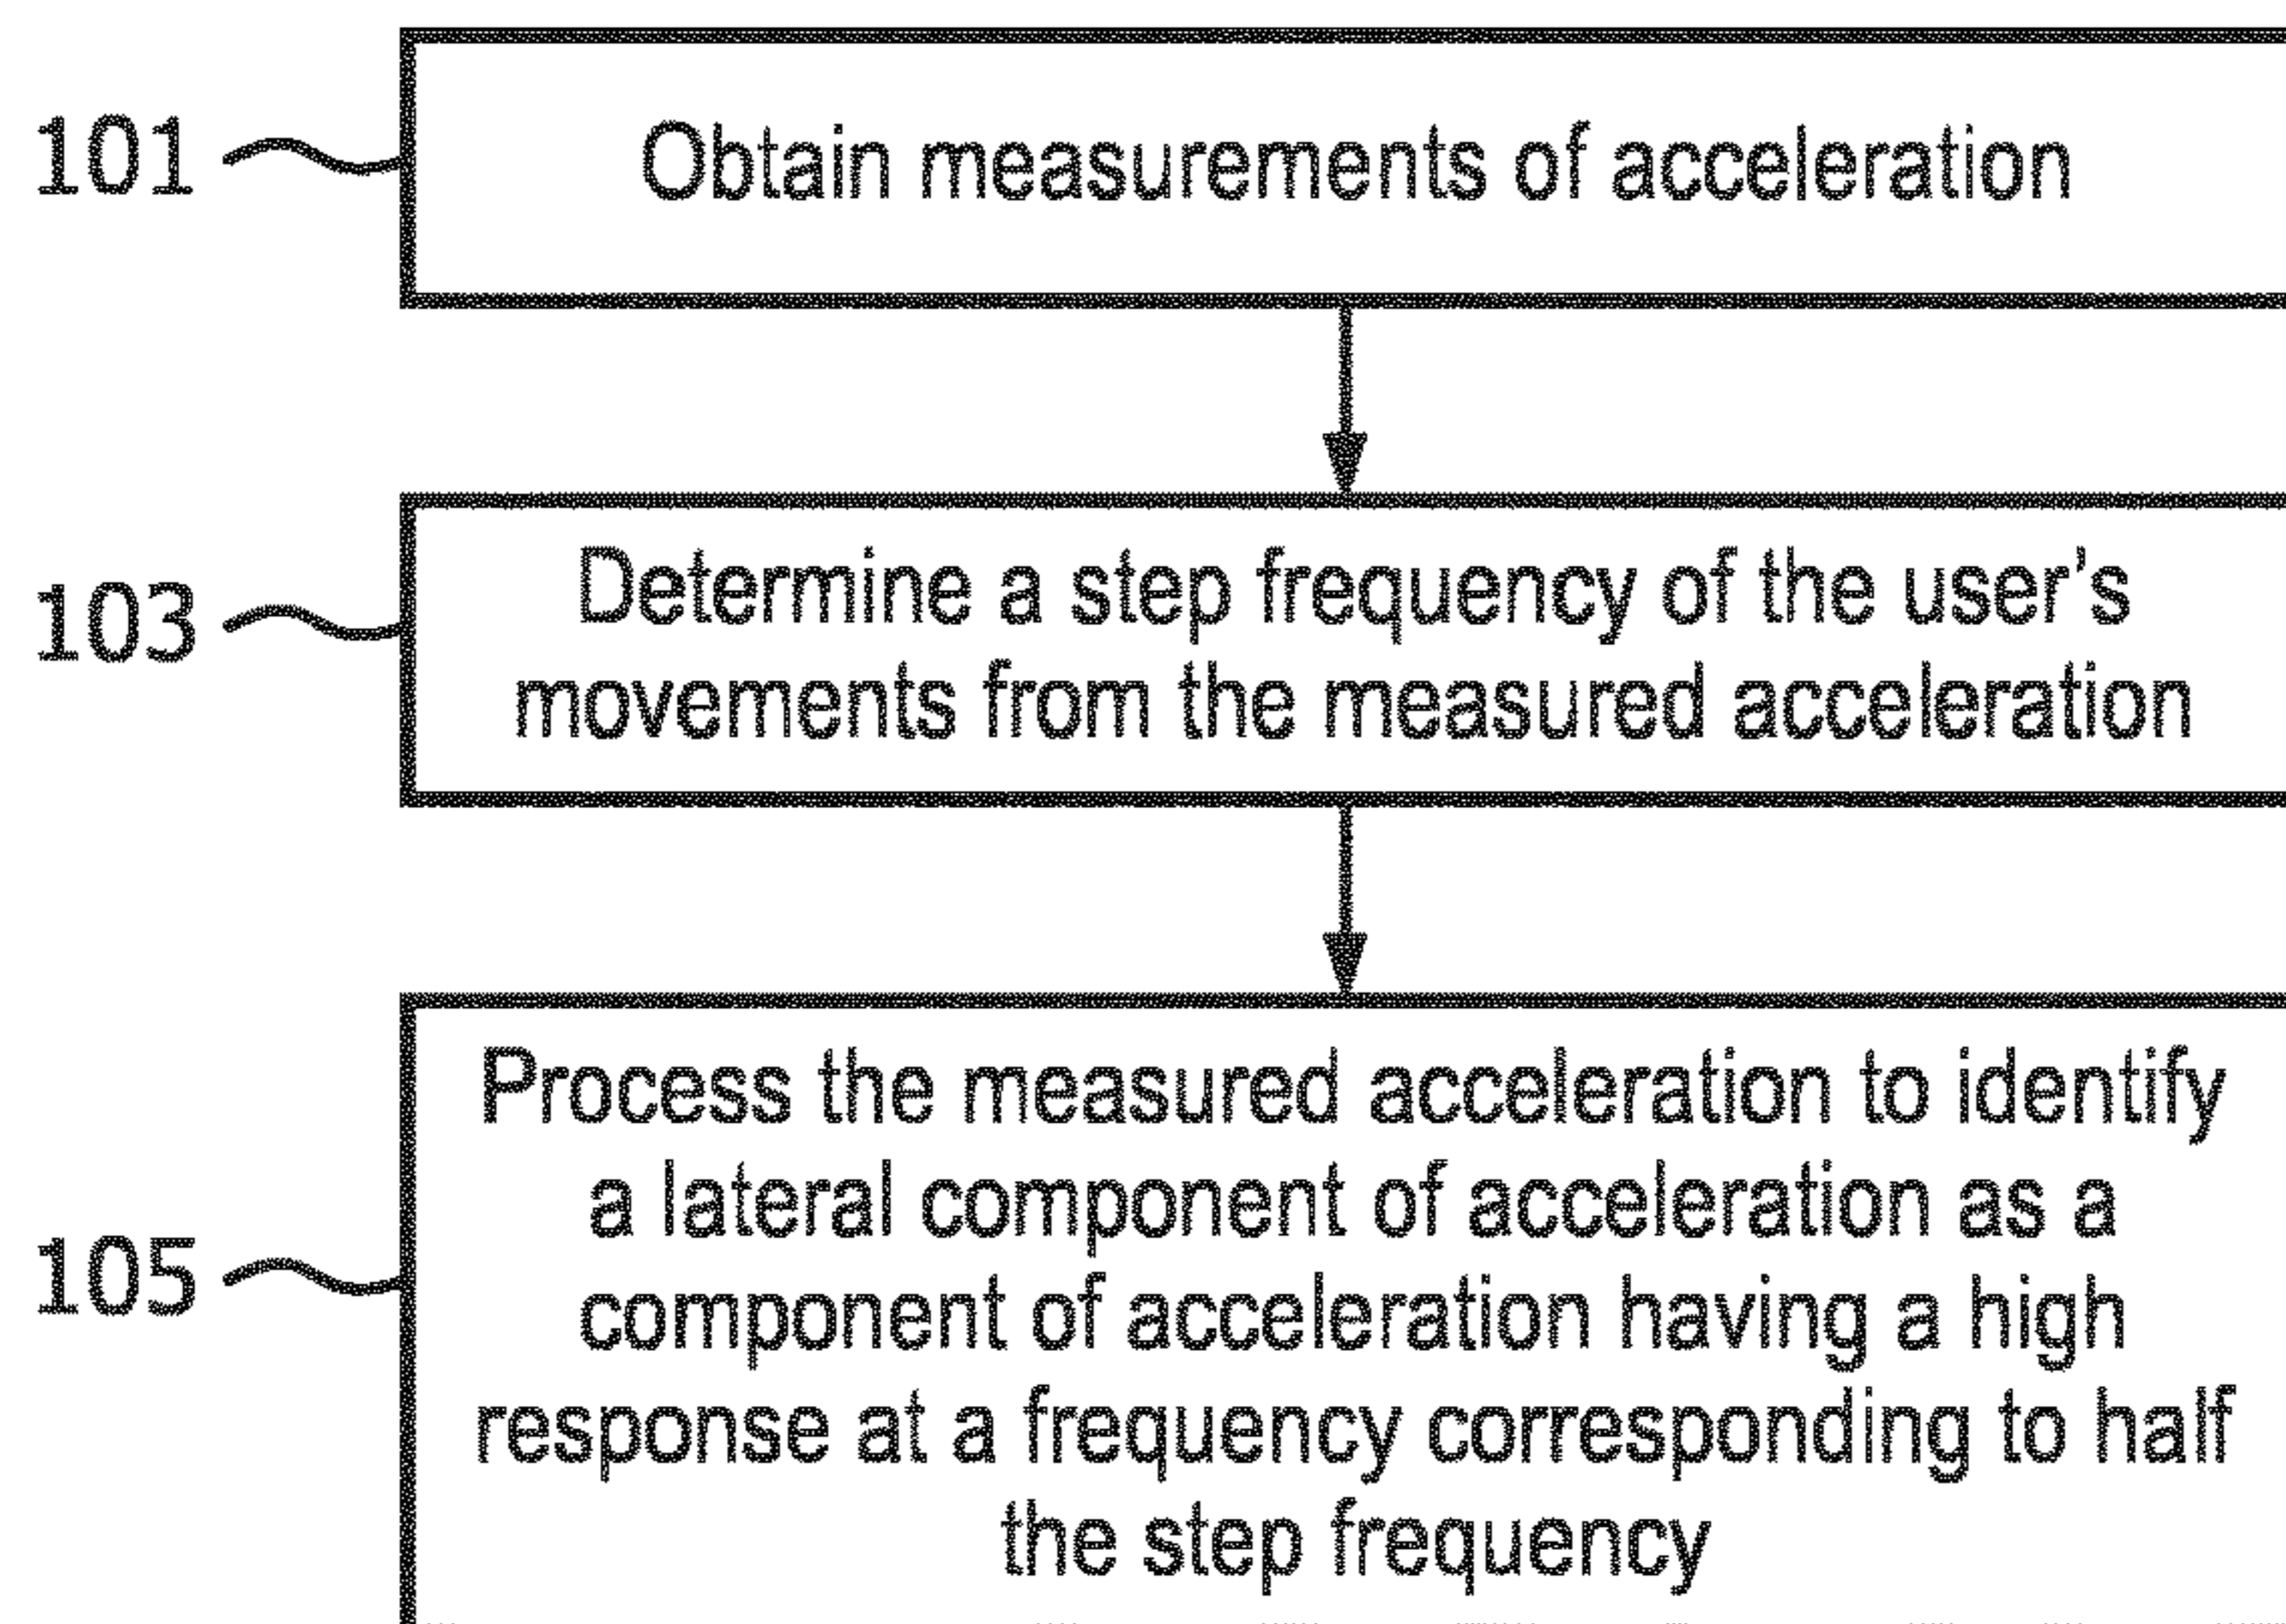 101
Obtain measurements of acceleration
103
Determine a step frequency of the user's
movements from the measured acceleration
105
Process the measured acceleration to identify
a lateral component of acceleration as a
component of acceleration having a high
response at a frequency corresponding to half
the step frequency